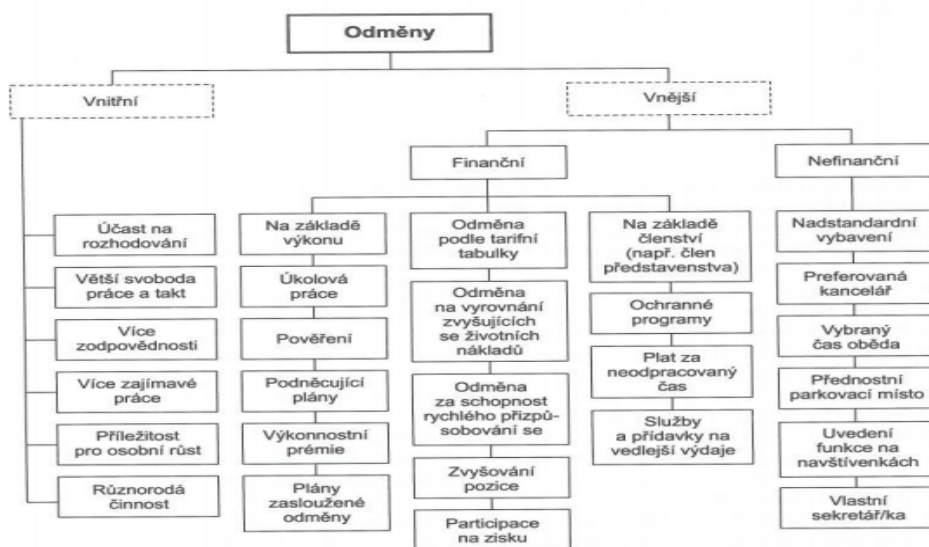 Odměny
Vnitřní
Vnější
Finanční
Nefinanční
Účast na
rozhodování
Větší svoboda
práce a takt
Více
zodpovědnosti
Více zajímavé
práce
Příležitost
pro osobní růst
Různorodá
činnost
Na základě
výkonu
Úkolová
práce
Pověření
Podněcující
plány
Výkonnostní
prémie
Plány
zasloužené
odměny
Odměna
podle tarifní
tabulky
Odměna
na vyrovnání
zvyšujících
se životních
nákladů
Odměna
za schopnost
rychlého přizpů-
sobování se
Zvyšování
pozice
Participace
na zisku
Na základě
členství
(např. člen
představenstva)
Ochranné
programy
Plat za
neodpracovaný
čas
Služby
a přídavky na
vedlejší výdaje
Nadstandardní
vybavení
Preferovaná
kancelář
Vybraný
čas oběda
Přednostní
parkovací místo
Uvedení
funkce na
navštívenkách
Vlastní
sekretář/ka